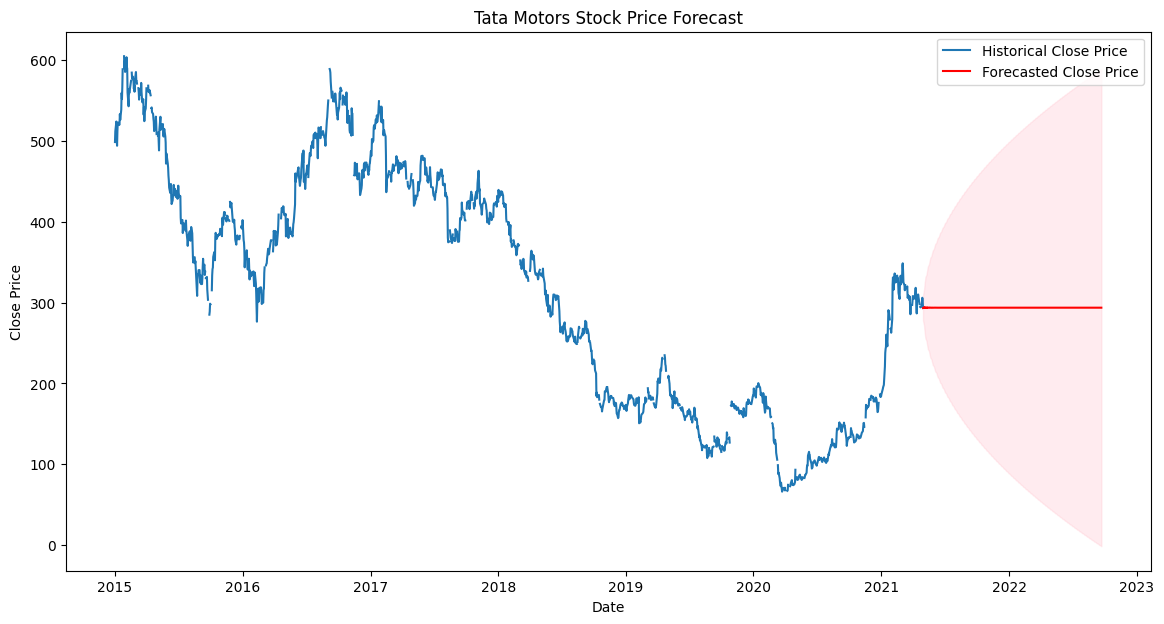 Tata Motors Stock Price Forecast
Historical Close Price
Forecasted Close Price
Close Price
600
500
400
300
200
100
0
2015 2016 2017 2018 2019 2020 2021 2022 2023
Date